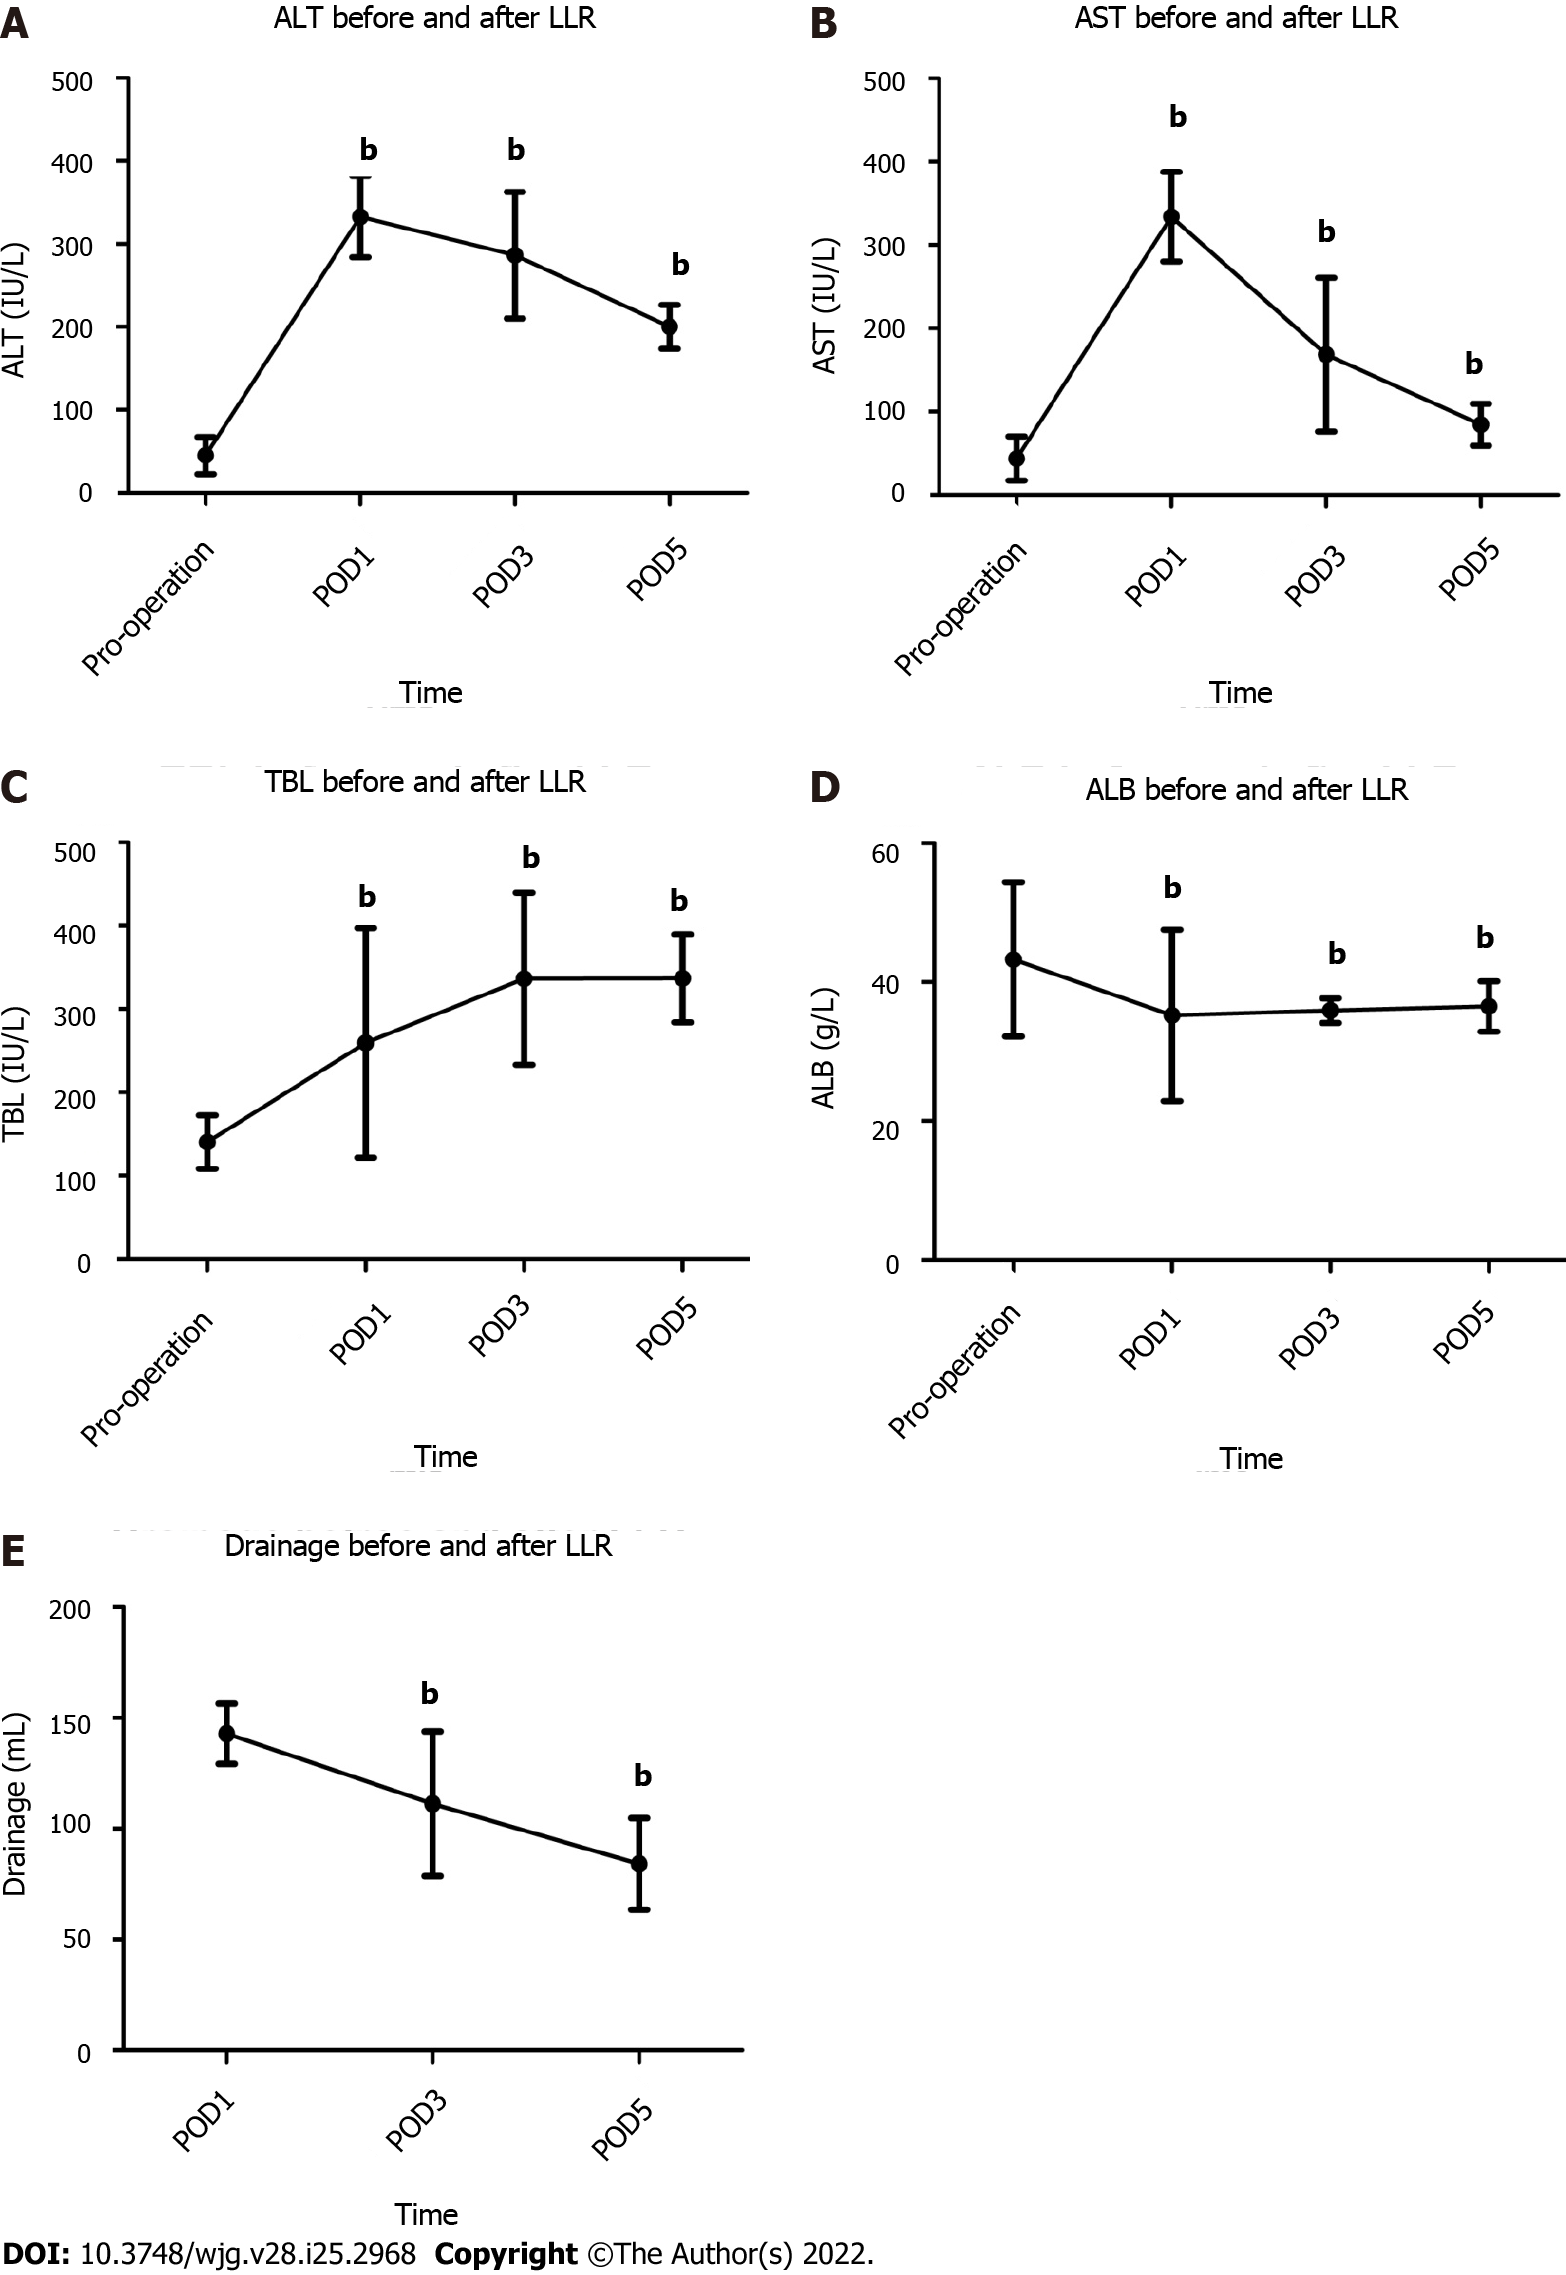 A
ALT before and after LLR
500
400
300
200
100
0
ALT (IU/L)
b
b
b
Pro-operation
POD1
POD3
POD5
Time
B
AST before and after LLR
500
400
300
200
100
0
AST (IU/L)
b
b
b
Pro-operation
POD1
POD3
POD5
Time
C
TBL before and after LLR
500
400
300
200
100
0
TBL (IU/L)
b
b
b
Pro-operation
POD1
POD3
POD5
Time
D
ALB before and after LLR
60
40
20
0
ALB (g/L)
b
b
b
Pro-operation
POD1
POD3
POD5
Time
E
Drainage before and after LLR
200
150
100
50
0
Drainage (mL)
b
b
POD1
POD3
POD5
Time
DOI: 10.3748/wjg.v28.i25.2968 Copyright ©The Author(s) 2022.